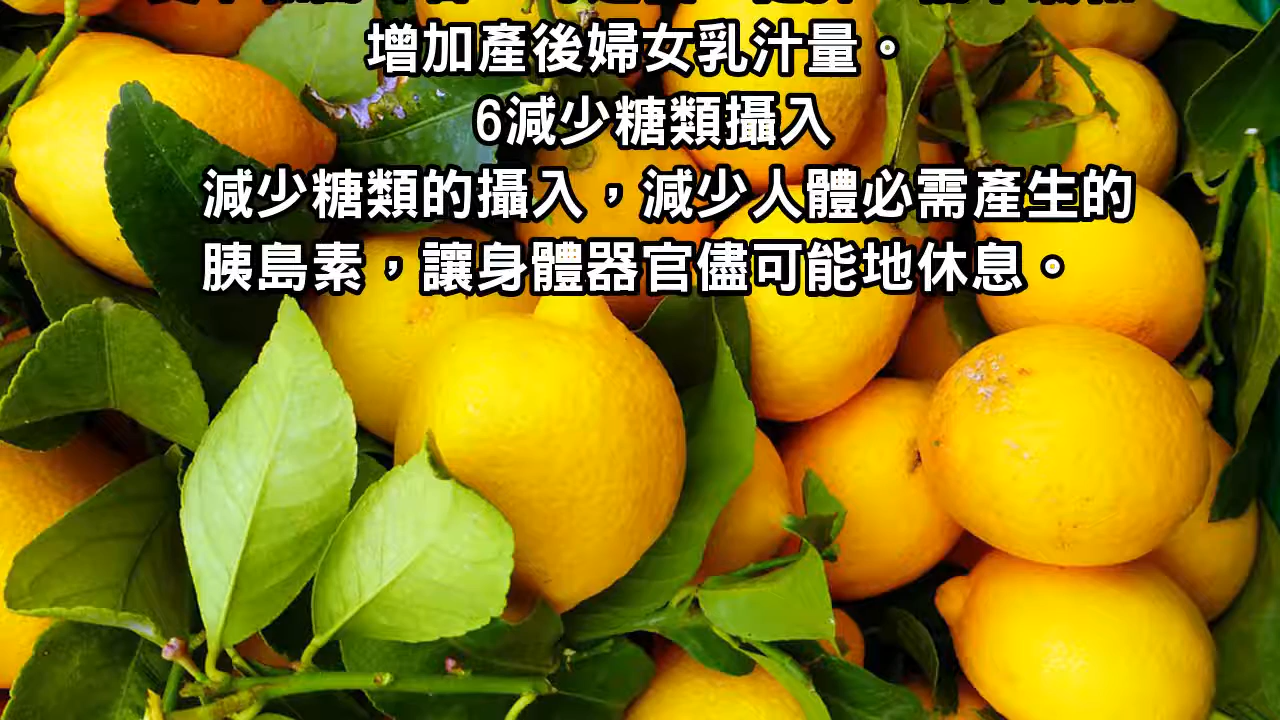 增加產後婦女乳汁量。
6減少糖類攝入
減少糖類的攝入，減少人體必需產生的
胰島素，讓身體器官儘可能地休息。